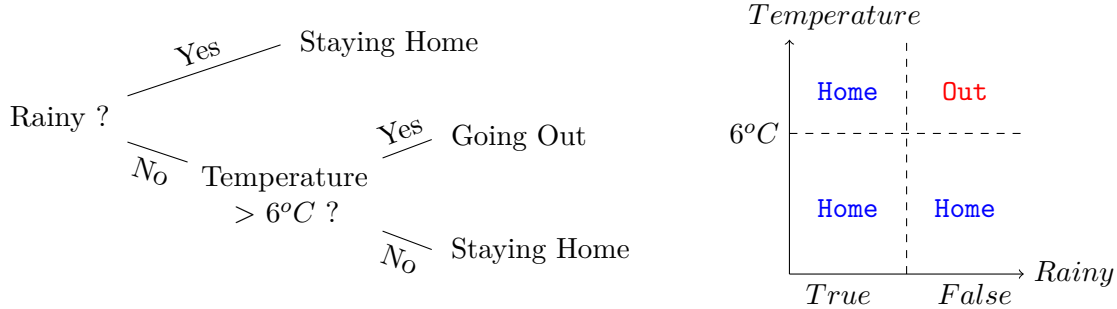 Yes
Staying Home
Rainy ?
No
Temperature
> 6°C ?
Yes
Going Out
No
Staying Home
Temperature
Home Out
6°C
Home Home
Rainy
True False